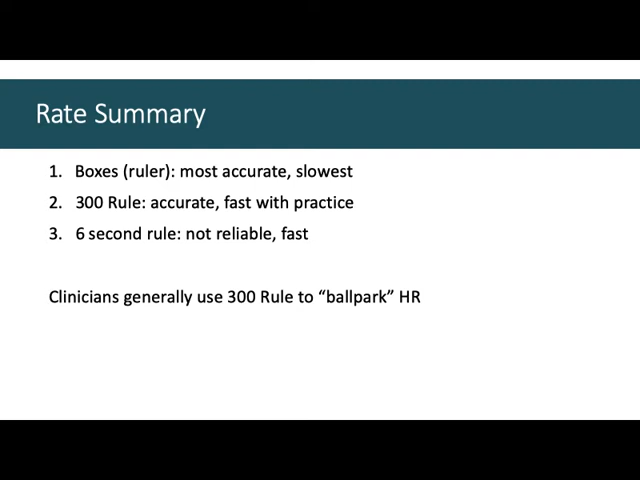 Rate Summary
1. Boxes (ruler): most accurate, slowest
2. 300 Rule: accurate, fast with practice
3. 6 second rule: not reliable, fast
Clinicians generally use 300 Rule to “ballpark” HR